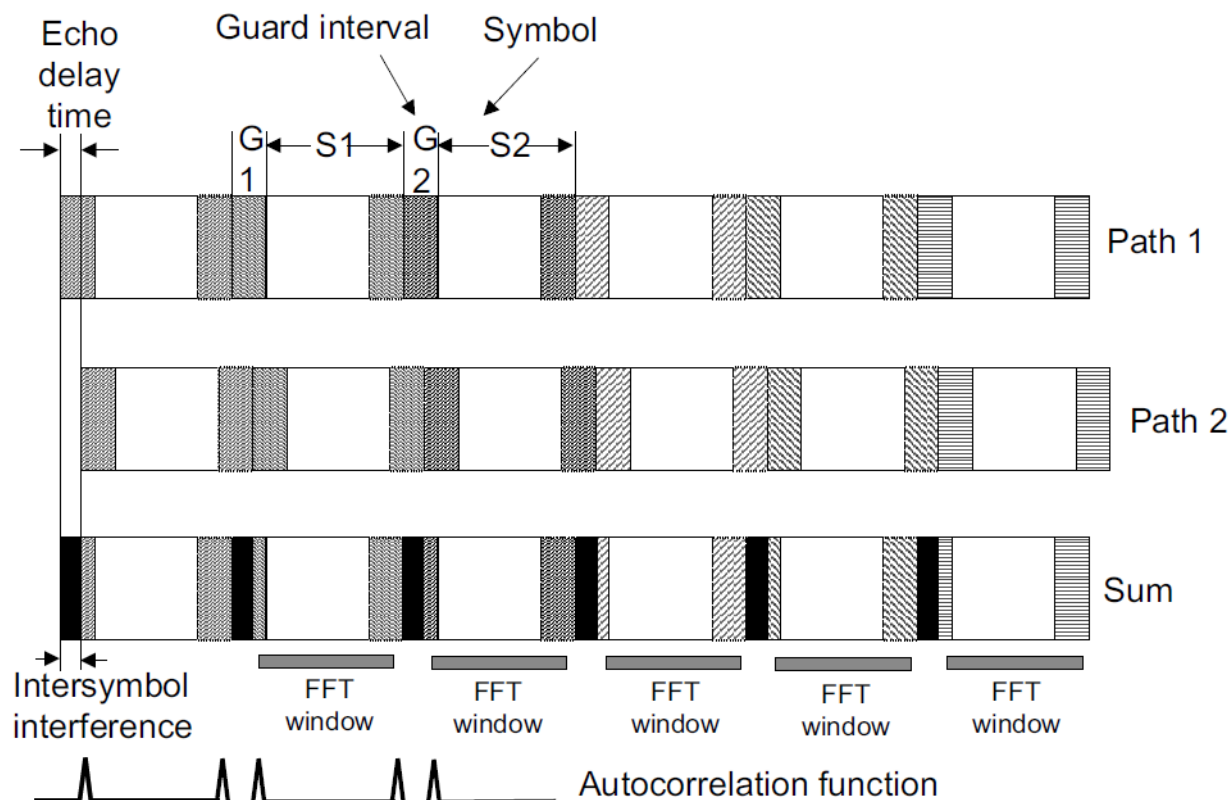 Echo
delay
time
Guard interval
Symbol
G
1
S1
G
2
S2
Path 1
Path 2
Sum
Intersymbol
interference
FFT
window
FFT
window
FFT
window
FFT
window
FFT
window
Autocorrelation function